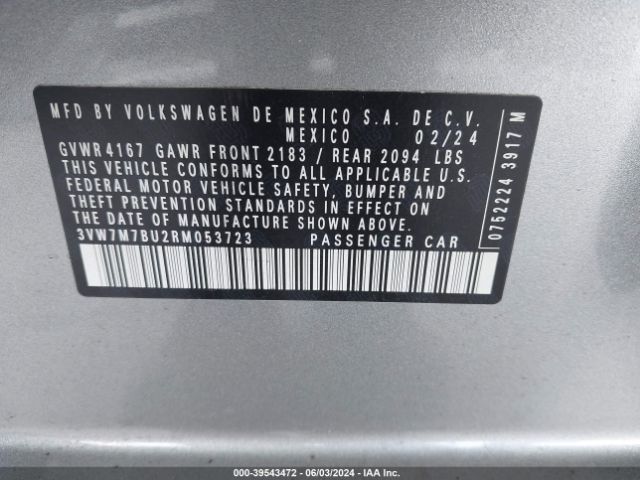 MFD BY VOLKSWAGEN DE MEXICO S.A. DE C.V.
MEXICO 02/24
GVWR 4167 GAWR FRONT 2183 / REAR 2094 LBS
THIS VEHICLE CONFORMS TO ALL APPLICABLE U.S.
FEDERAL MOTOR VEHICLE SAFETY, BUMPER AND
THEFT PREVENTION STANDARDS IN EFFECT ON
THE DATE OF MANUFACTURE SHOWN ABOVE.
3VW7M7BU2RM053723 PASSENGER CAR
0752224 3917 M
000-39543472 - 06/03/2024 - IAA Inc.